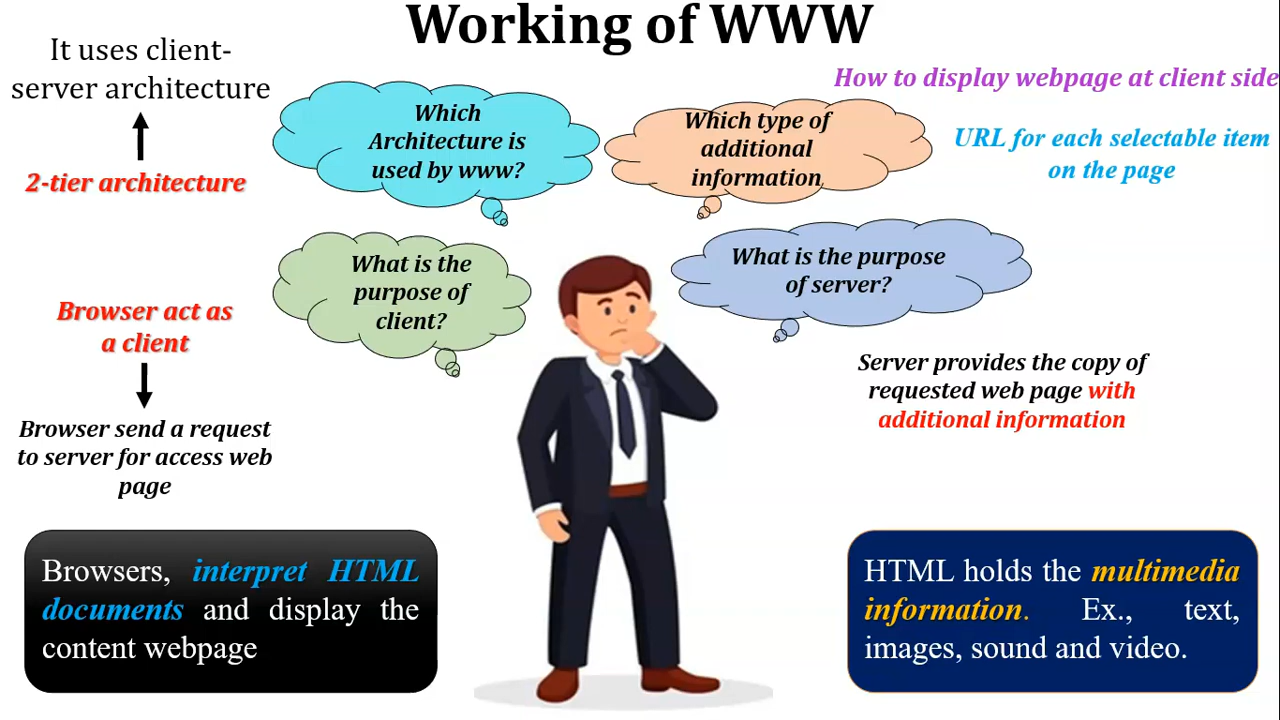 Working of WWW
It uses client-
server architecture
2-tier architecture
Which
Architecture is
used by www?
Which type of
additional
information
How to display webpage at client side
URL for each selectable item
on the page
What is the
purpose of
client?
What is the purpose
of server?
Browser act as
a client
Browser send a request
to server for access web
page
Server provides the copy of
requested web page with
additional information
Browsers, interpret HTML
documents and display the
content webpage
HTML holds the multimedia
information. Ex., text,
images, sound and video.